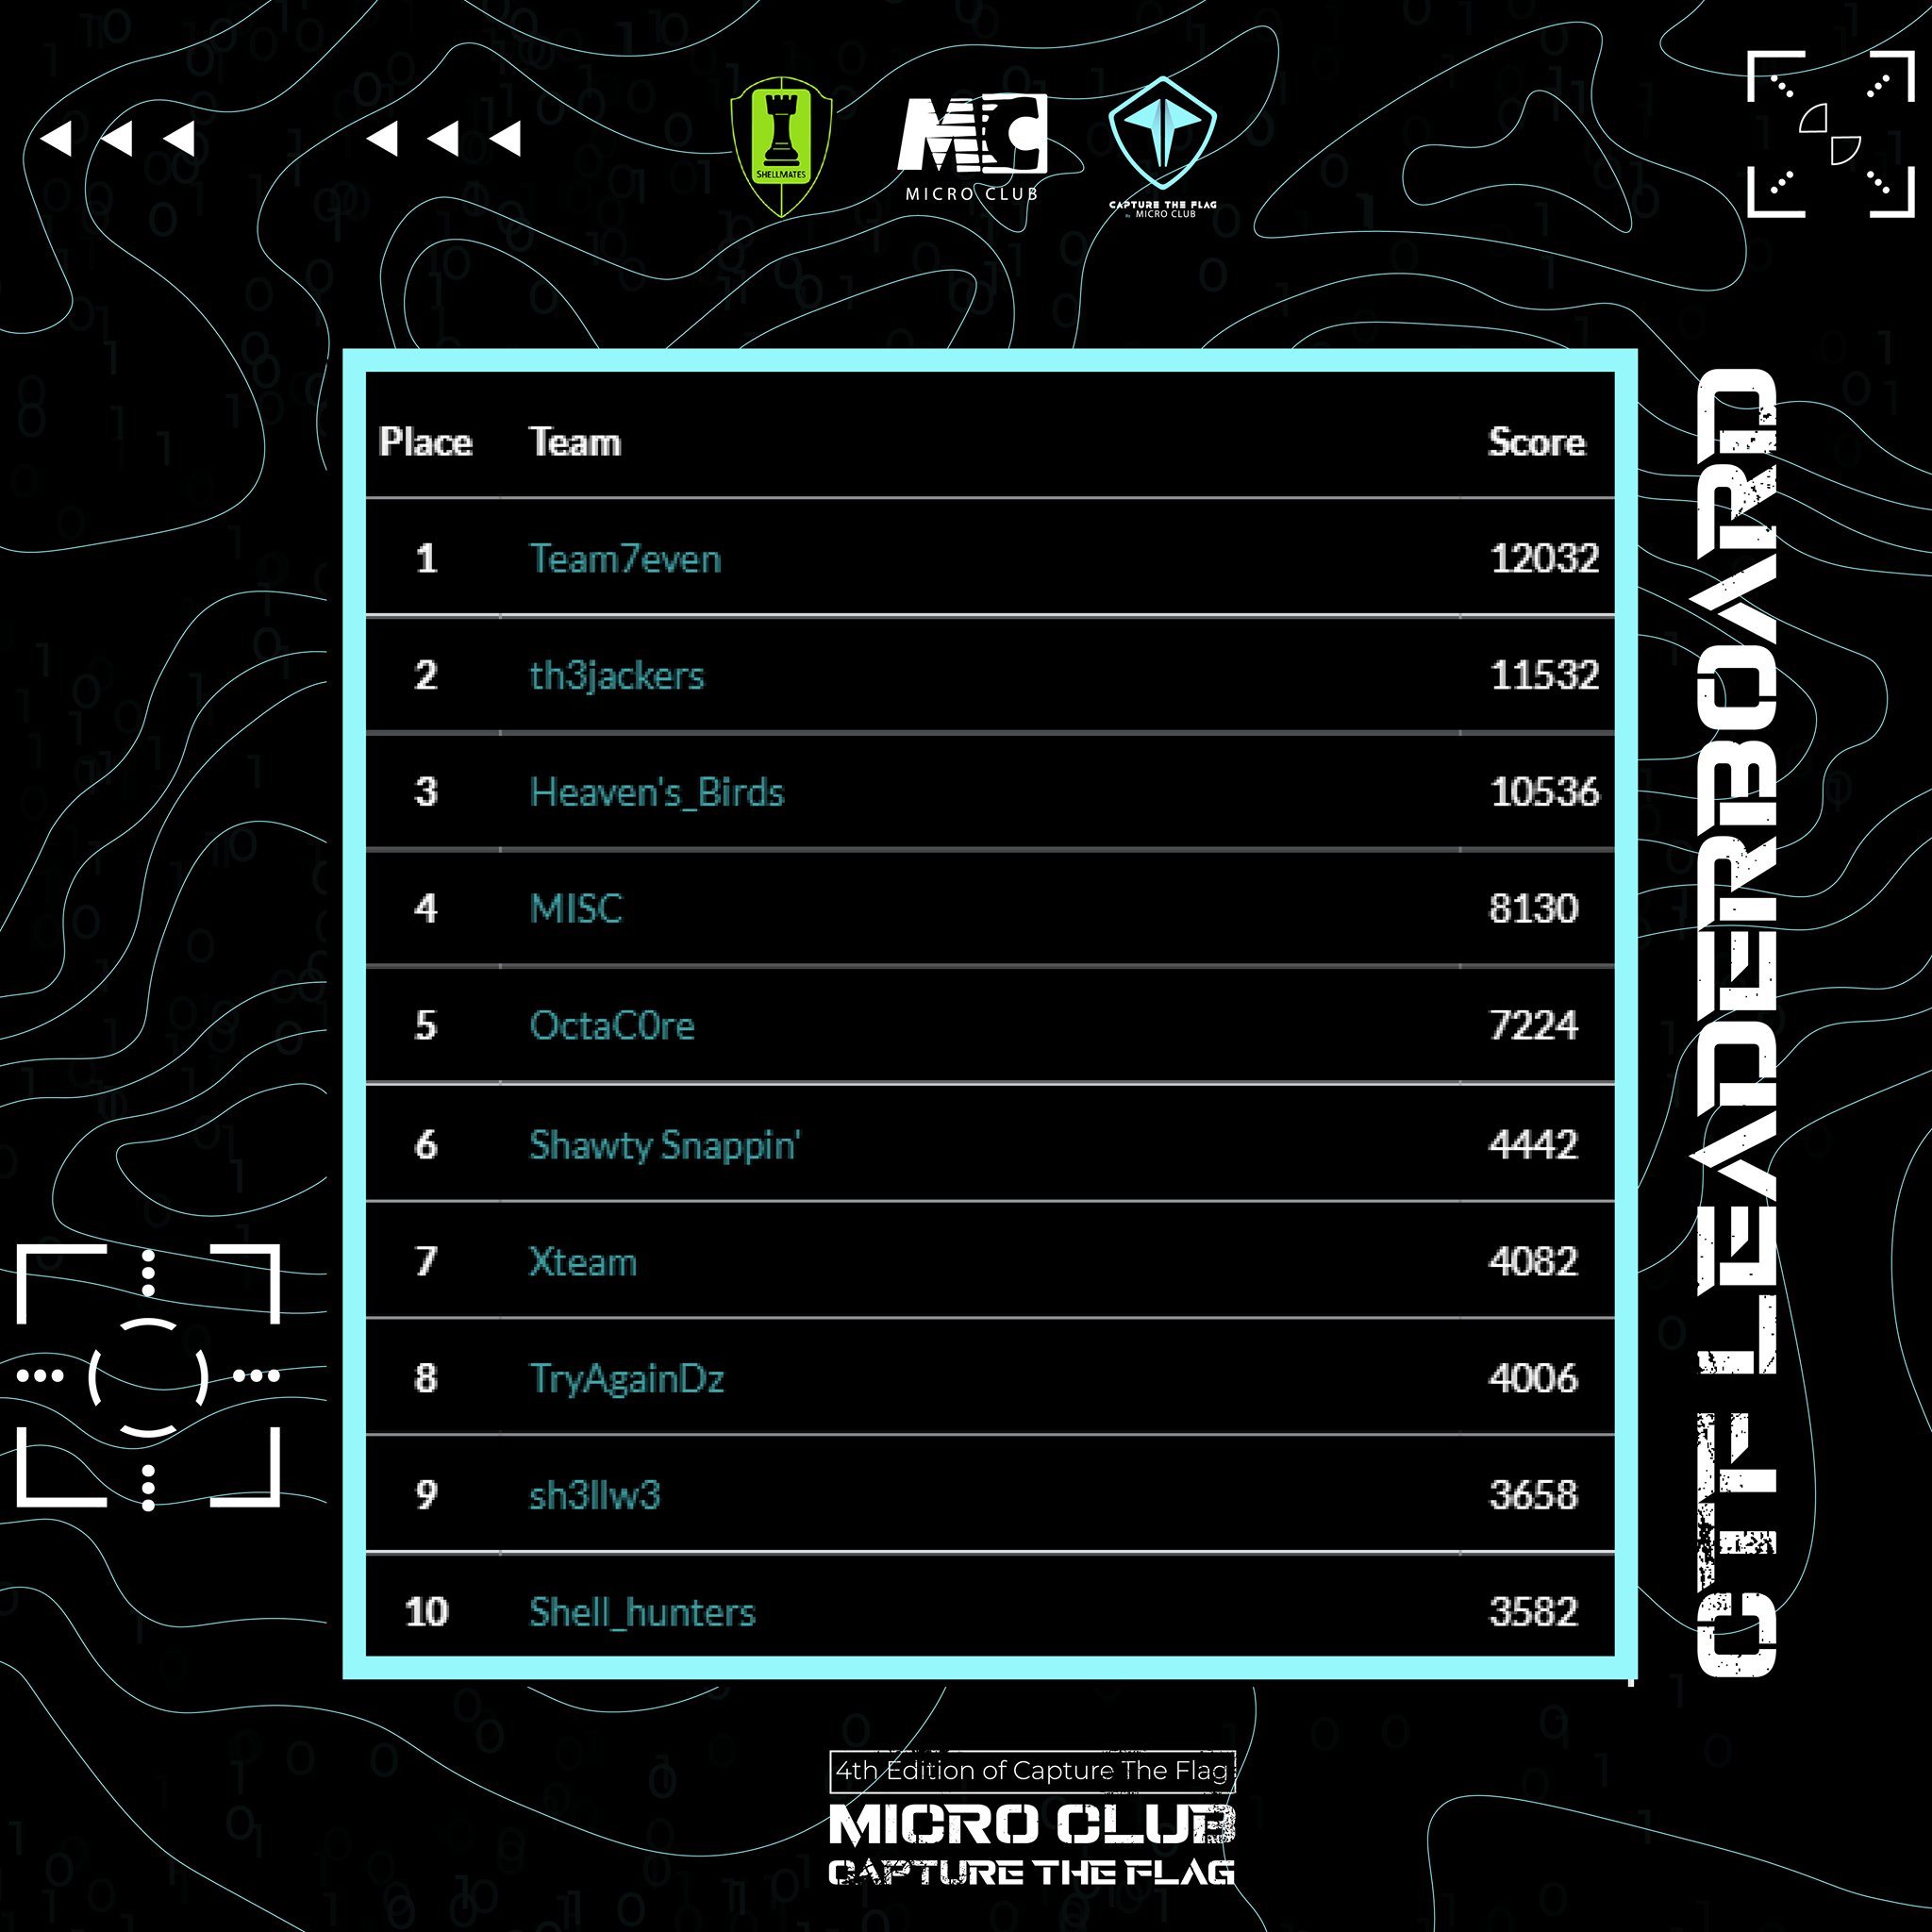 SHELLMATES
MC
MICRO CLUB
CAPTURE THE FLAG
By MICRO CLUB
CTF LEADERBOARD
Place Team Score
1 Team7even 12032
2 th3jackers 11532
3 Heaven's_Birds 10536
4 MISC 8130
5 OctaC0re 7224
6 Shawty Snappin' 4442
7 Xteam 4082
8 TryAgainDz 4006
9 sh3llw3 3658
10 Shell_hunters 3582
4th Edition of Capture The Flag
MICRO CLUB
CAPTURE THE FLAG